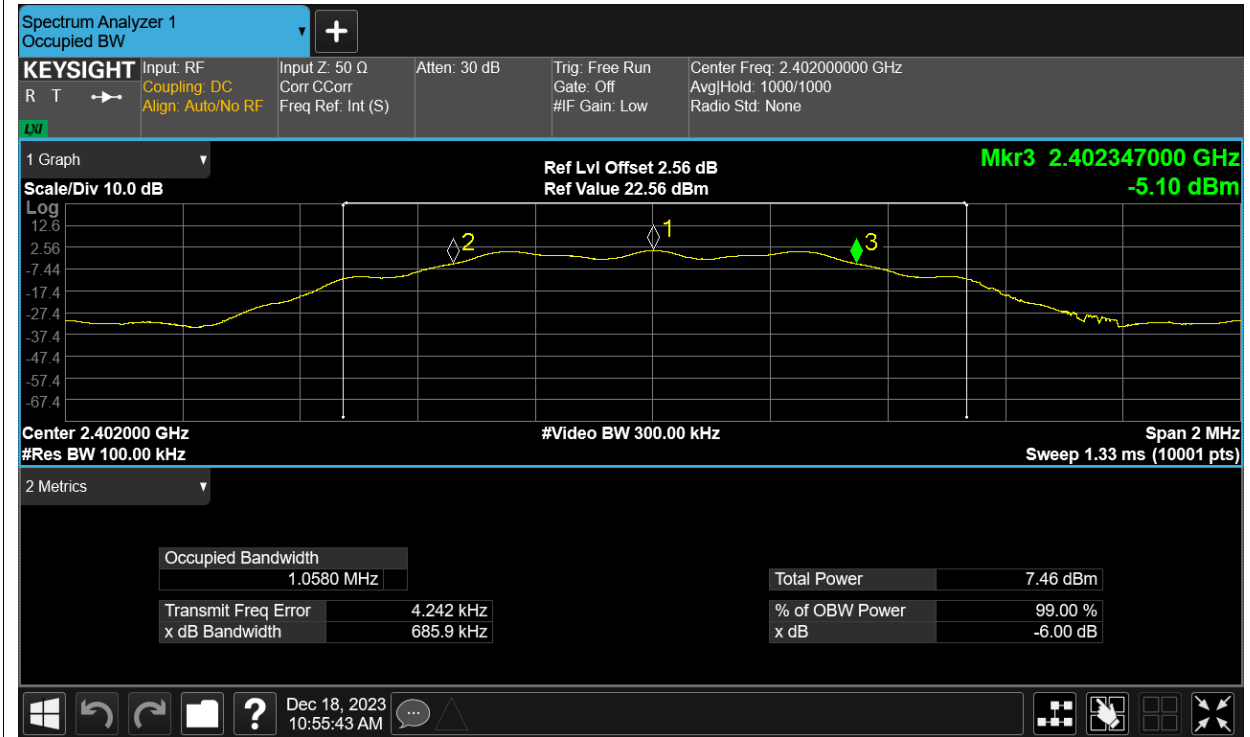 Spectrum Analyzer 1
Occupied BW
KEYSIGHT
R T
LXI
Input: RF
Coupling: DC
Align: Auto/No RF
Input Z: 50 Ω
Corr CCorr
Freq Ref: Int (S)
Atten: 30 dB
Trig: Free Run
Gate: Off
#IF Gain: Low
Center Freq: 2.402000000 GHz
Avg|Hold: 1000/1000
Radio Std: None
1 Graph
Scale/Div 10.0 dB
Ref Lvl Offset 2.56 dB
Ref Value 22.56 dBm
Mkr3 2.402347000 GHz
-5.10 dBm
Log
12.6
2.56
-7.44
-17.4
-27.4
-37.4
-47.4
-57.4
-67.4
2
1
3
Center 2.402000 GHz
#Res BW 100.00 kHz
#Video BW 300.00 kHz
Span 2 MHz
Sweep 1.33 ms (10001 pts)
2 Metrics
Occupied Bandwidth
1.0580 MHz
Transmit Freq Error 4.242 kHz
x dB Bandwidth 685.9 kHz
Total Power 7.46 dBm
% of OBW Power 99.00 %
x dB -6.00 dB
?
Dec 18, 2023
10:55:43 AM